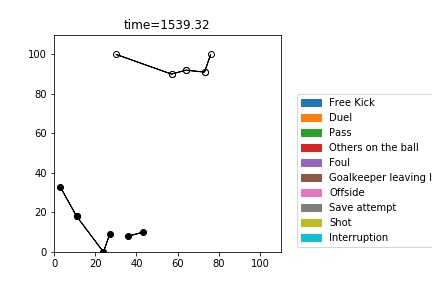 time=1539.32
100
80
60
40
20
0
0 20 40 60 80 100
Free Kick
Duel
Pass
Others on the ball
Foul
Goalkeeper leaving l
Offside
Save attempt
Shot
Interruption